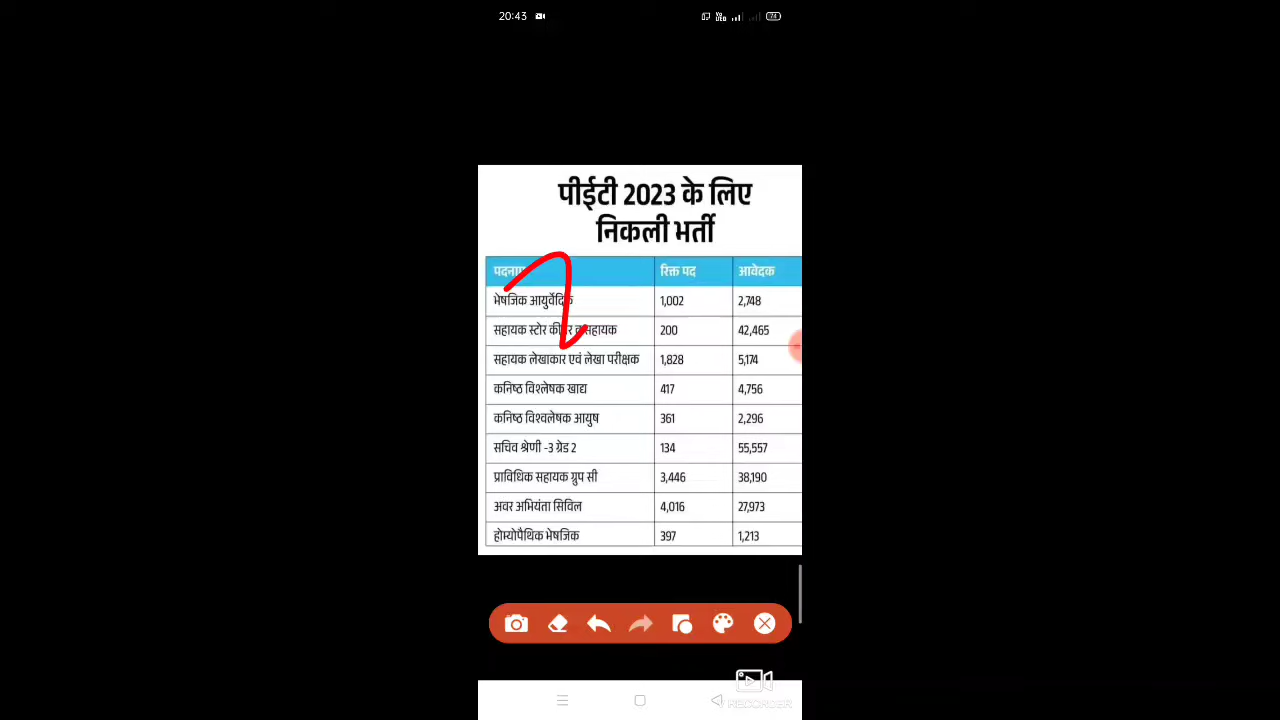 20:43
74
पीईटी 2023 के लिए
निकली भर्ती
पदनाम रिक्त पद आवेदक
भेषजिक आयुर्वेदिक 1,002 2,748
सहायक स्टोर कीपर व सहायक 200 42,465
सहायक लेखाकार एवं लेखा परीक्षक 1,828 5,174
कनिष्ठ विश्लेषक खाद्य 417 4,756
कनिष्ठ विश्वलेषक आयुष 361 2,296
सचिव श्रेणी -3 ग्रेड 2 134 55,557
प्राविधिक सहायक ग्रुप सी 3,446 38,190
अवर अभियंता सिविल 4,016 27,973
होम्योपैथिक भेषजिक 397 1,213
RECORDER